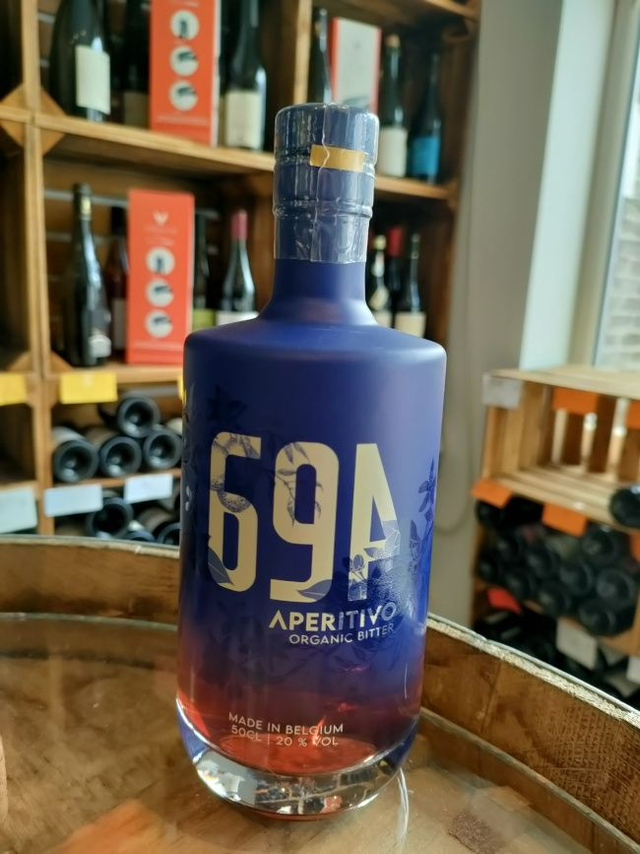 69A
APERITIVO
ORGANIC BITTER
MADE IN BELGIUM
50CL | 20 % VOL